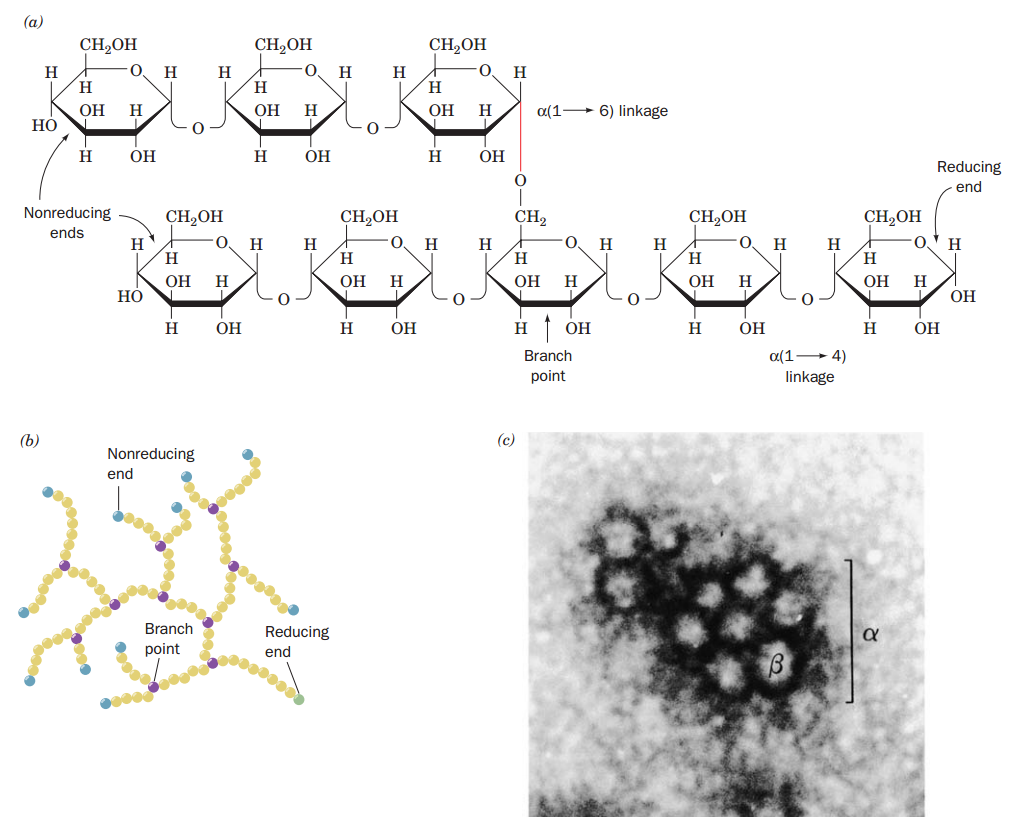 (a)
CH₂OH CH₂OH CH₂OH
H O H H O H H O H
H H H
OH H OH H OH H α(1→6) linkage
HO O O
H OH H OH H OH
O
Reducing
end
Nonreducing
ends
CH₂OH CH₂OH CH₂ CH₂OH CH₂OH
H O H H O H H O H H O H H O H
H H H H H
OH H OH H OH H OH H OH H
HO O O O O OH
H OH H OH H OH H OH H OH
Branch
point
α(1→4)
linkage
(b)
Nonreducing
end
Branch
point
Reducing
end
(c)
α
β